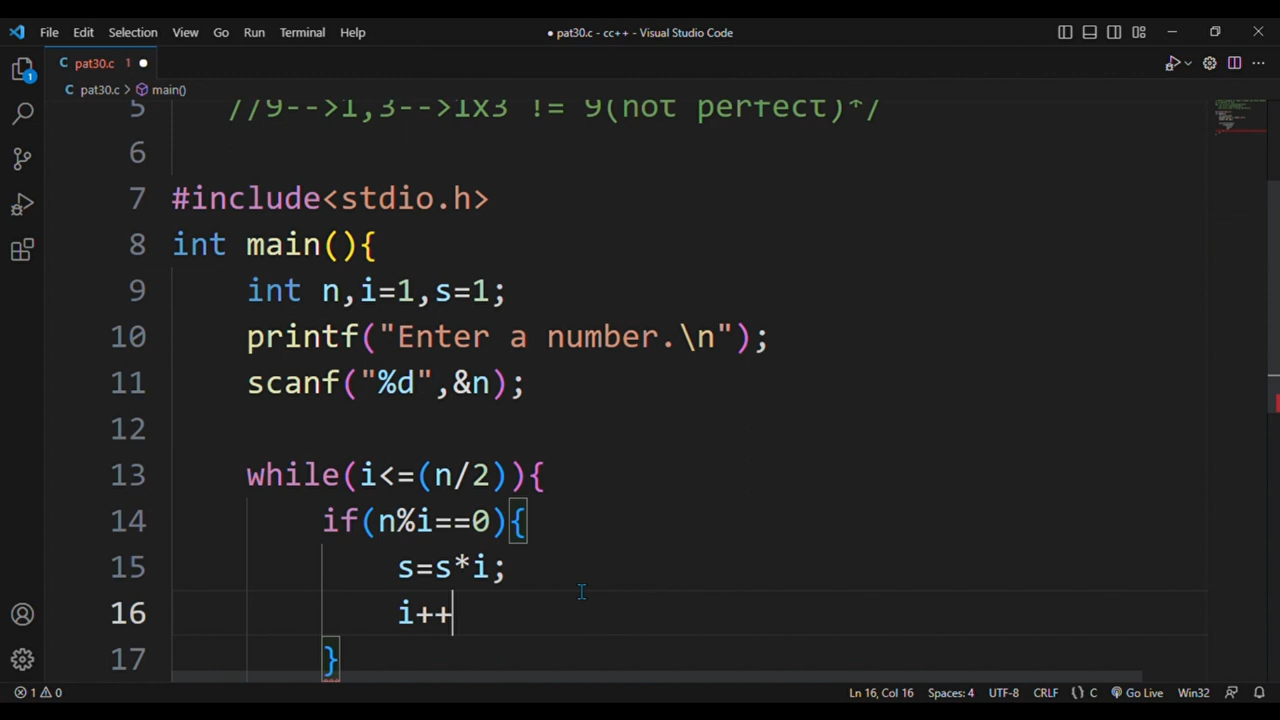 File Edit Selection View Go Run Terminal Help ● pat30.c - cc++ - Visual Studio Code
C pat30.c 1 ●
C pat30.c > main()
5 //9-->1,3-->1x3 != 9(not perfect)*/
6
7 #include<stdio.h>
8 int main(){
9 int n,i=1,s=1;
10 printf("Enter a number.\n");
11 scanf("%d",&n);
12
13 while(i<=(n/2)){
14 if(n%i==0){
15 s=s*i;
16 i++
17 }
1 0 Ln 16, Col 16 Spaces: 4 UTF-8 CRLF {} C Go Live Win32